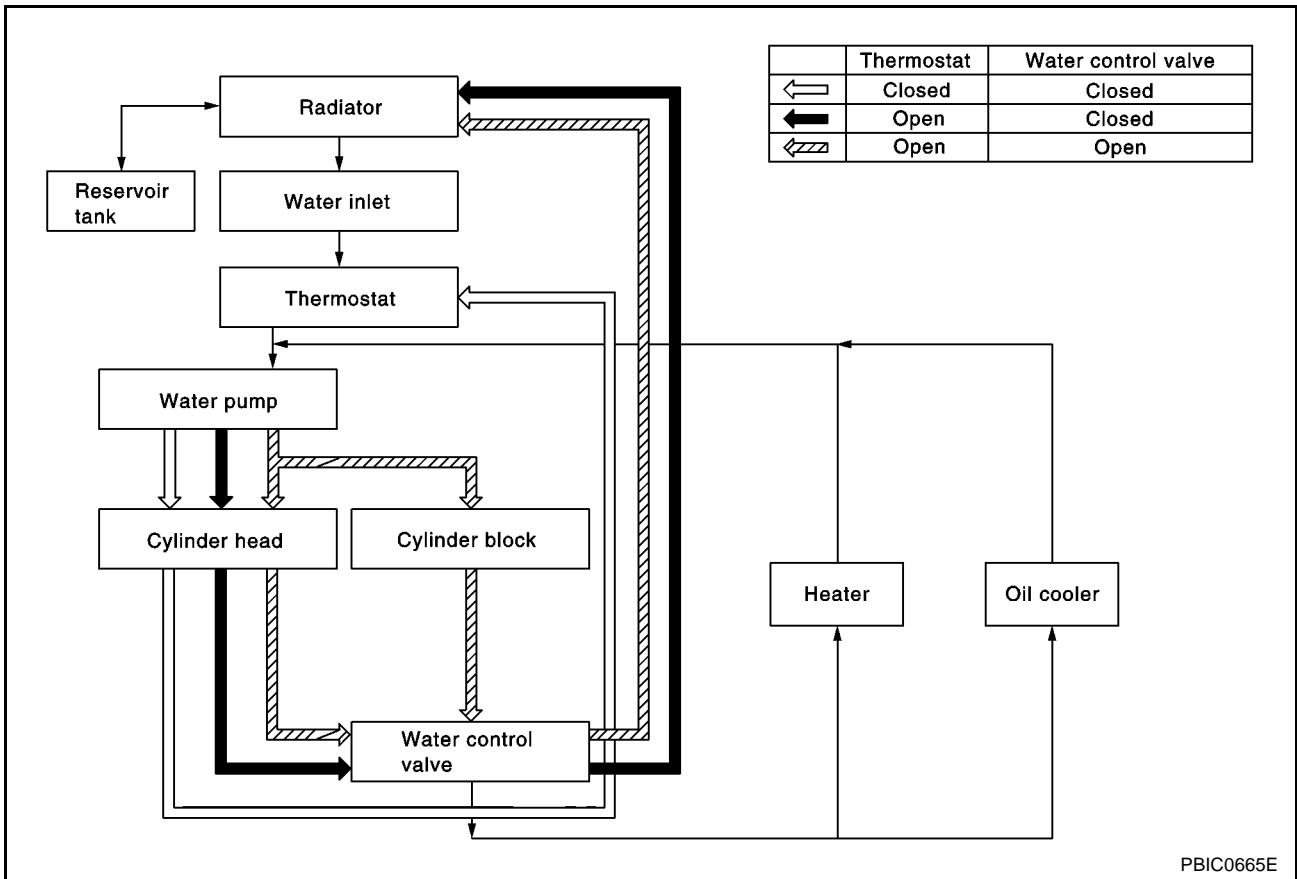 Thermostat Water control valve
Closed Closed
Open Closed
Open Open
Radiator
Reservoir
tank
Water inlet
Thermostat
Water pump
Cylinder head
Cylinder block
Heater
Oil cooler
Water control
valve
PBIC0665E